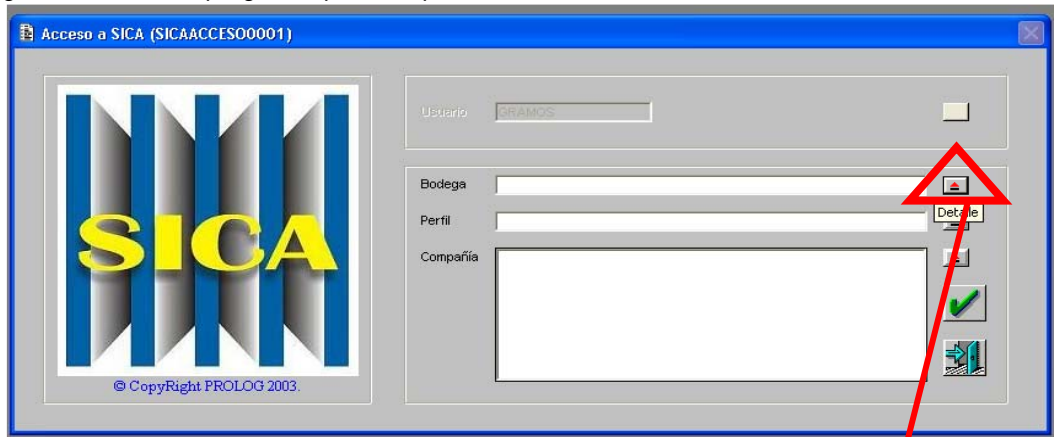 Acceso a SICA (SICAACCESO0001)
Usuario GRAMOS
Bodega
Detalle
Perfil
Compañía
SICA
© CopyRight PROLOG 2003.